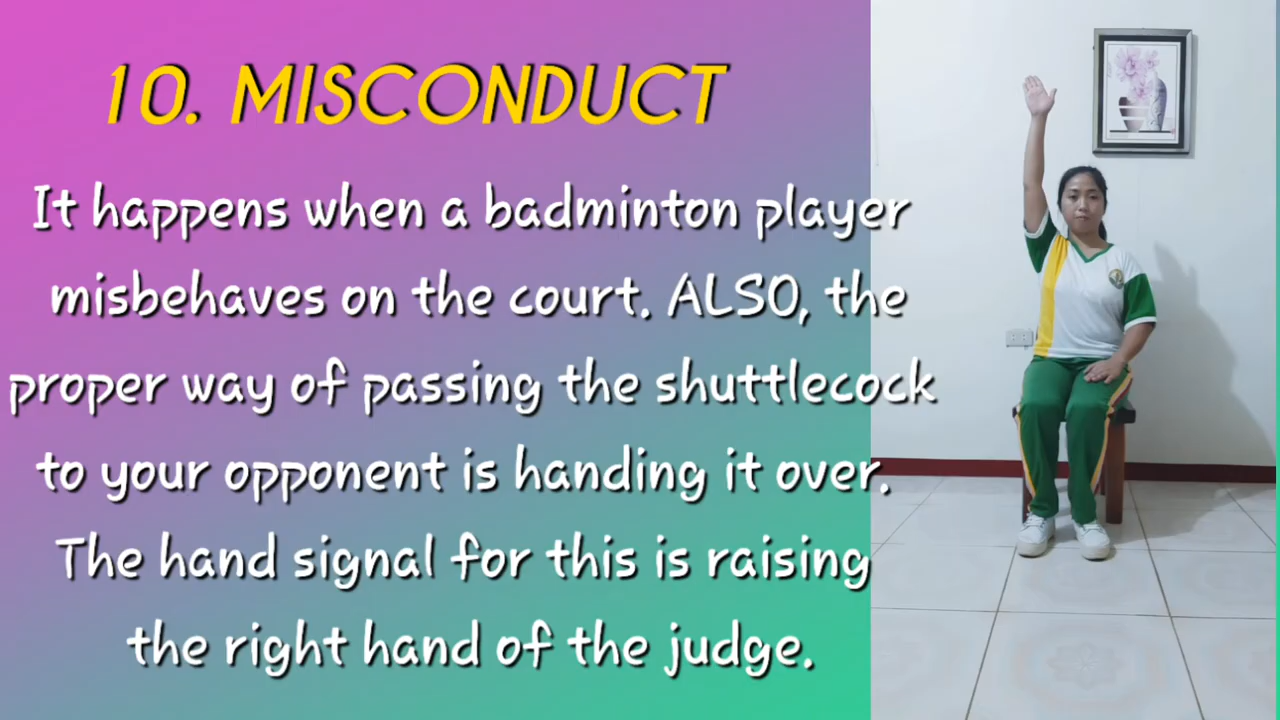 10. MISCONDUCT
It happens when a badminton player
misbehaves on the court. ALSO, the
proper way of passing the shuttlecock
to your opponent is handing it over.
The hand signal for this is raising
the right hand of the judge.